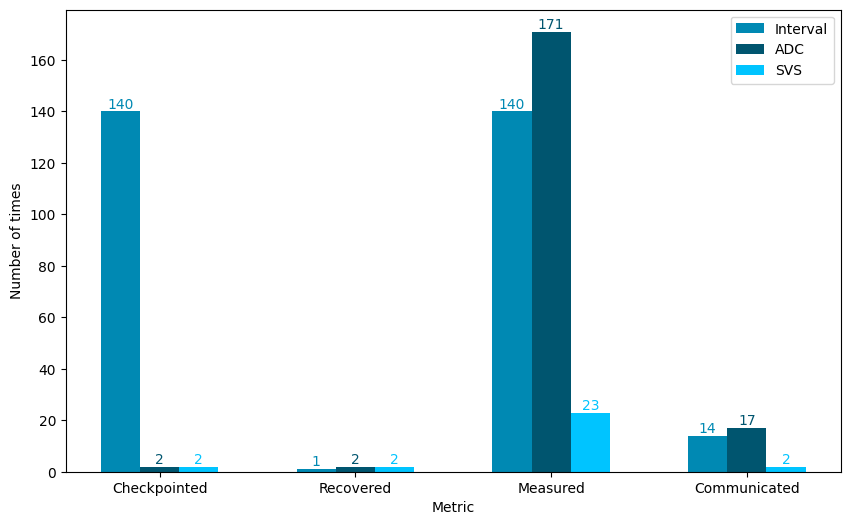 Number of times
160
140
120
100
80
60
40
20
0
140
2
2
1
2
2
140
171
23
14
17
2
Interval
ADC
SVS
Checkpointed
Recovered
Measured
Communicated
Metric